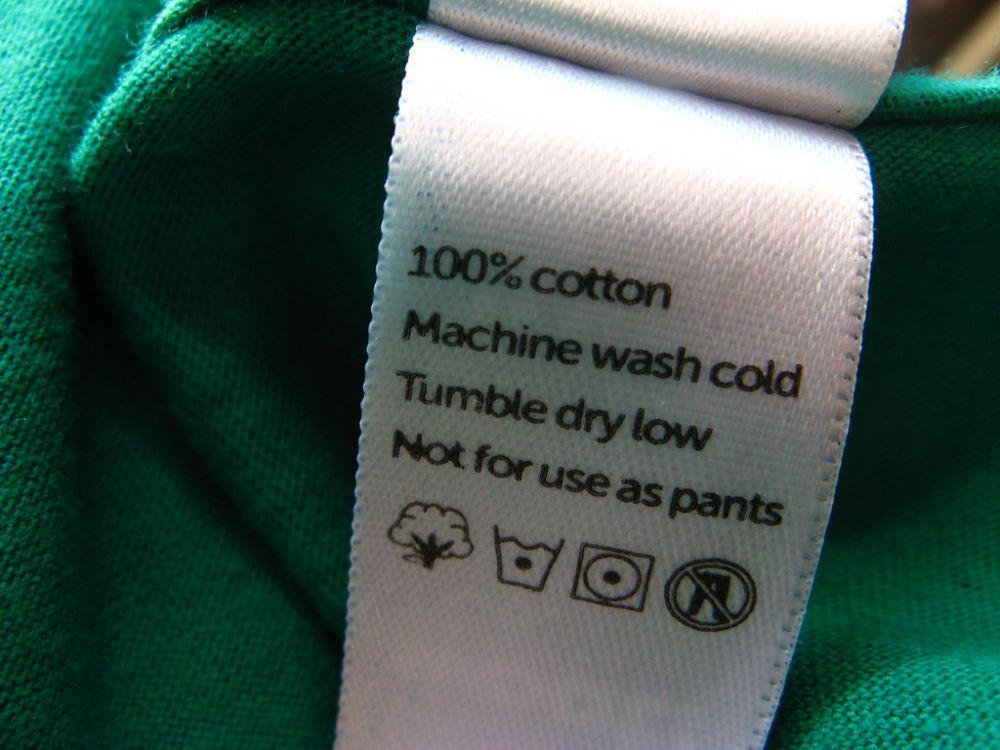 100% cotton
Machine wash cold
Tumble dry low
Not for use as pants